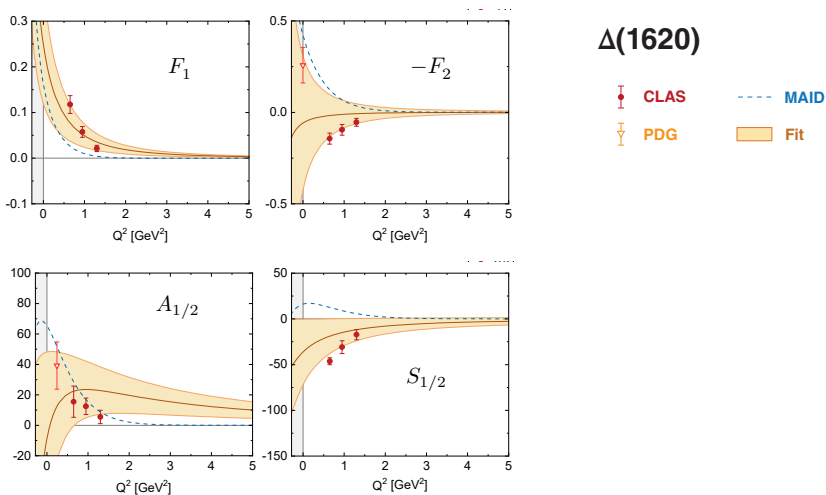 Δ(1620)
CLAS
MAID
PDG
Fit
0.3
0.2
0.1
0.0
-0.1
F1
0 1 2 3 4 5
Q² [GeV²]
0.5
0.0
-0.5
−F2
0 1 2 3 4 5
Q² [GeV²]
100
80
60
40
20
0
-20
A1/2
0 1 2 3 4 5
Q² [GeV²]
50
0
-50
-100
-150
S1/2
0 1 2 3 4 5
Q² [GeV²]